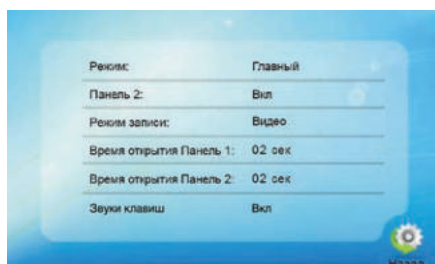 Режим: Главный
Панель 2: Вкл
Режим записи: Видео
Время открытия Панель 1: 02 сек
Время открытия Панель 2: 02 сек
Звуки клавиш Вкл
Назад